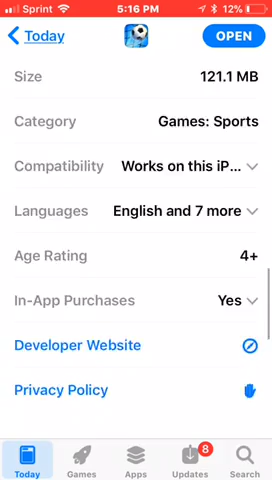 Sprint 5:16 PM 12%
Today OPEN
Size 121.1 MB
Category Games: Sports
Compatibility Works on this iP...
Languages English and 7 more
Age Rating 4+
In-App Purchases Yes
Developer Website
Privacy Policy
8
Today Games Apps Updates Search